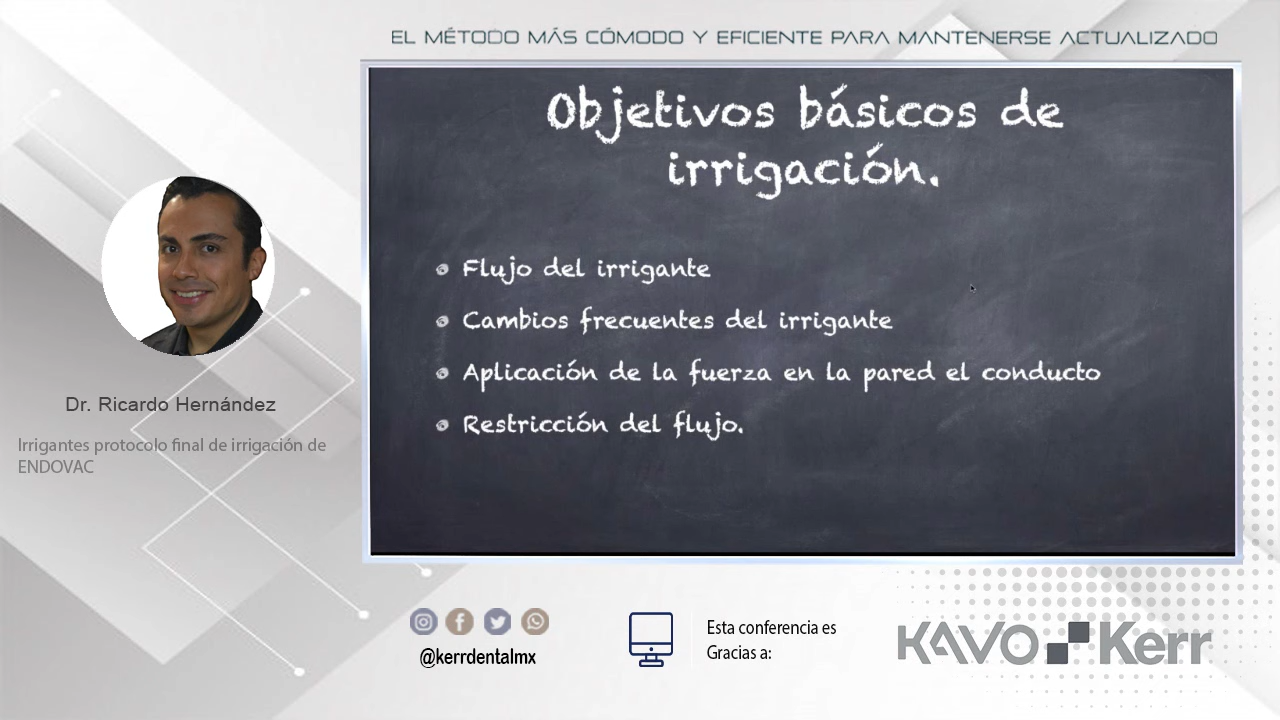 EL MÉTODO MÁS CÓMODO Y EFICIENTE PARA MANTENERSE ACTUALIZADO
Objetivos básicos de
irrigación.
Flujo del irrigante
Cambios frecuentes del irrigante
Aplicación de la fuerza en la pared el conducto
Restricción del flujo.
Dr. Ricardo Hernández
Irrigantes protocolo final de irrigación de
ENDOVAC
@kerrdentalmx
Esta conferencia es
Gracias a:
KAVO Kerr